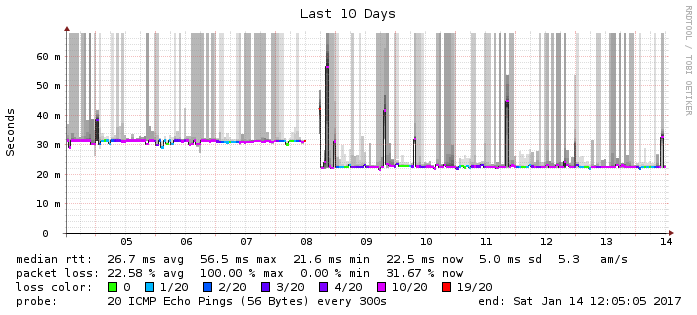 Last 10 Days
RRDTOOL / TOBI OETIKER
Seconds
60 m
50 m
40 m
30 m
20 m
10 m
0
05 06 07 08 09 10 11 12 13 14
median rtt: 26.7 ms avg 56.5 ms max 21.6 ms min 22.5 ms now 5.0 ms sd 5.3 am/s
packet loss: 22.58 % avg 100.00 % max 0.00 % min 31.67 % now
loss color: 0 1/20 2/20 3/20 4/20 10/20 19/20
probe: 20 ICMP Echo Pings (56 Bytes) every 300s end: Sat Jan 14 12:05:05 2017